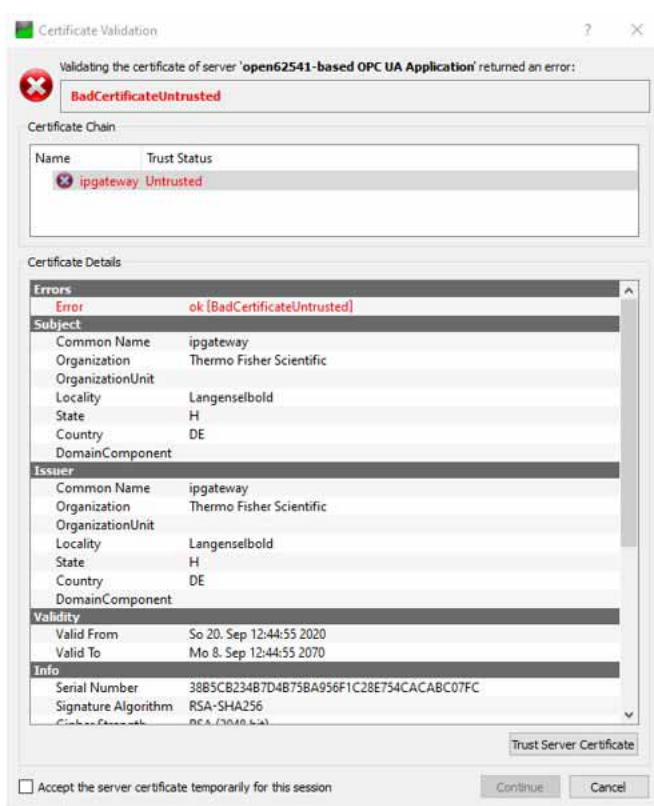 Certificate Validation
? ×
Validating the certificate of server 'open62541-based OPC UA Application' returned an error:
BadCertificateUntrusted
Certificate Chain
Name Trust Status
ipgateway Untrusted
Certificate Details
Errors
Error ok [BadCertificateUntrusted]
Subject
Common Name ipgateway
Organization Thermo Fisher Scientific
OrganizationUnit
Locality Langenselbold
State H
Country DE
DomainComponent
Issuer
Common Name ipgateway
Organization Thermo Fisher Scientific
OrganizationUnit
Locality Langenselbold
State H
Country DE
DomainComponent
Validity
Valid From So 20. Sep 12:44:55 2020
Valid To Mo 8. Sep 12:44:55 2070
Info
Serial Number 38B5CB234B7D4B75BA956F1C28E754CACABC07FC
Signature Algorithm RSA-SHA256
Cipher Strength RSA (2048 bit)
Trust Server Certificate
Accept the server certificate temporarily for this session
Continue Cancel